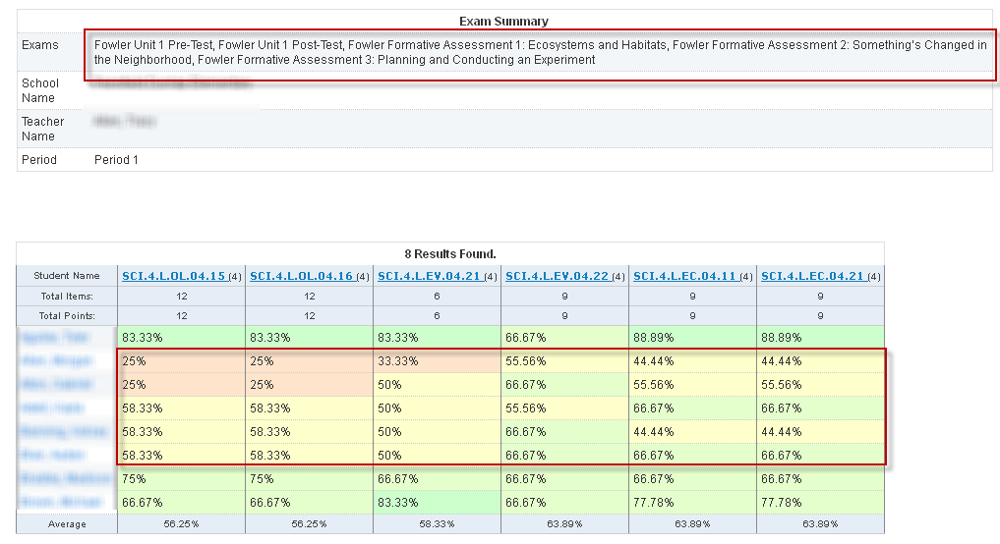 Exam Summary
Exams Fowler Unit 1 Pre-Test, Fowler Unit 1 Post-Test, Fowler Formative Assessment 1: Ecosystems and Habitats, Fowler Formative Assessment 2: Something's Changed in
the Neighborhood, Fowler Formative Assessment 3: Planning and Conducting an Experiment
School
Name
Teacher
Name
Period Period 1
8 Results Found.
Student Name SCI.4.L.OL.04.15 (4) SCI.4.L.OL.04.16 (4) SCI.4.L.EV.04.21 (4) SCI.4.L.EV.04.22 (4) SCI.4.L.EC.04.11 (4) SCI.4.L.EC.04.21 (4)
Total Items: 12 12 6 9 9 9
Total Points: 12 12 6 9 9 9
83.33% 83.33% 83.33% 66.67% 88.89% 88.89%
25% 25% 33.33% 55.56% 44.44% 44.44%
25% 25% 50% 66.67% 55.56% 55.56%
58.33% 58.33% 50% 55.56% 66.67% 66.67%
58.33% 58.33% 50% 66.67% 44.44% 44.44%
58.33% 58.33% 50% 66.67% 66.67% 66.67%
75% 75% 66.67% 66.67% 66.67% 66.67%
66.67% 66.67% 83.33% 66.67% 77.78% 77.78%
Average 56.25% 56.25% 58.33% 63.89% 63.89% 63.89%